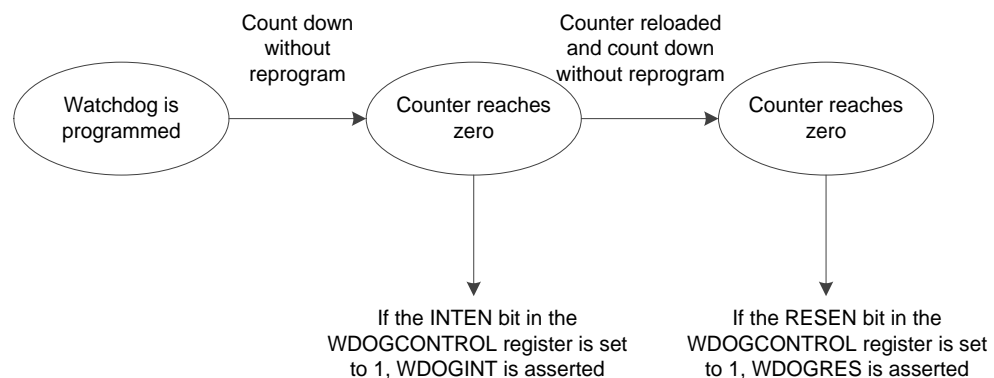 Count down
without
reprogram
Counter reloaded
and count down
without reprogram
Watchdog is
programmed
Counter reaches
zero
Counter reaches
zero
If the INTEN bit in the
WDOGCONTROL register is set
to 1, WDOGINT is asserted
If the RESEN bit in the
WDOGCONTROL register is set
to 1, WDOGRES is asserted